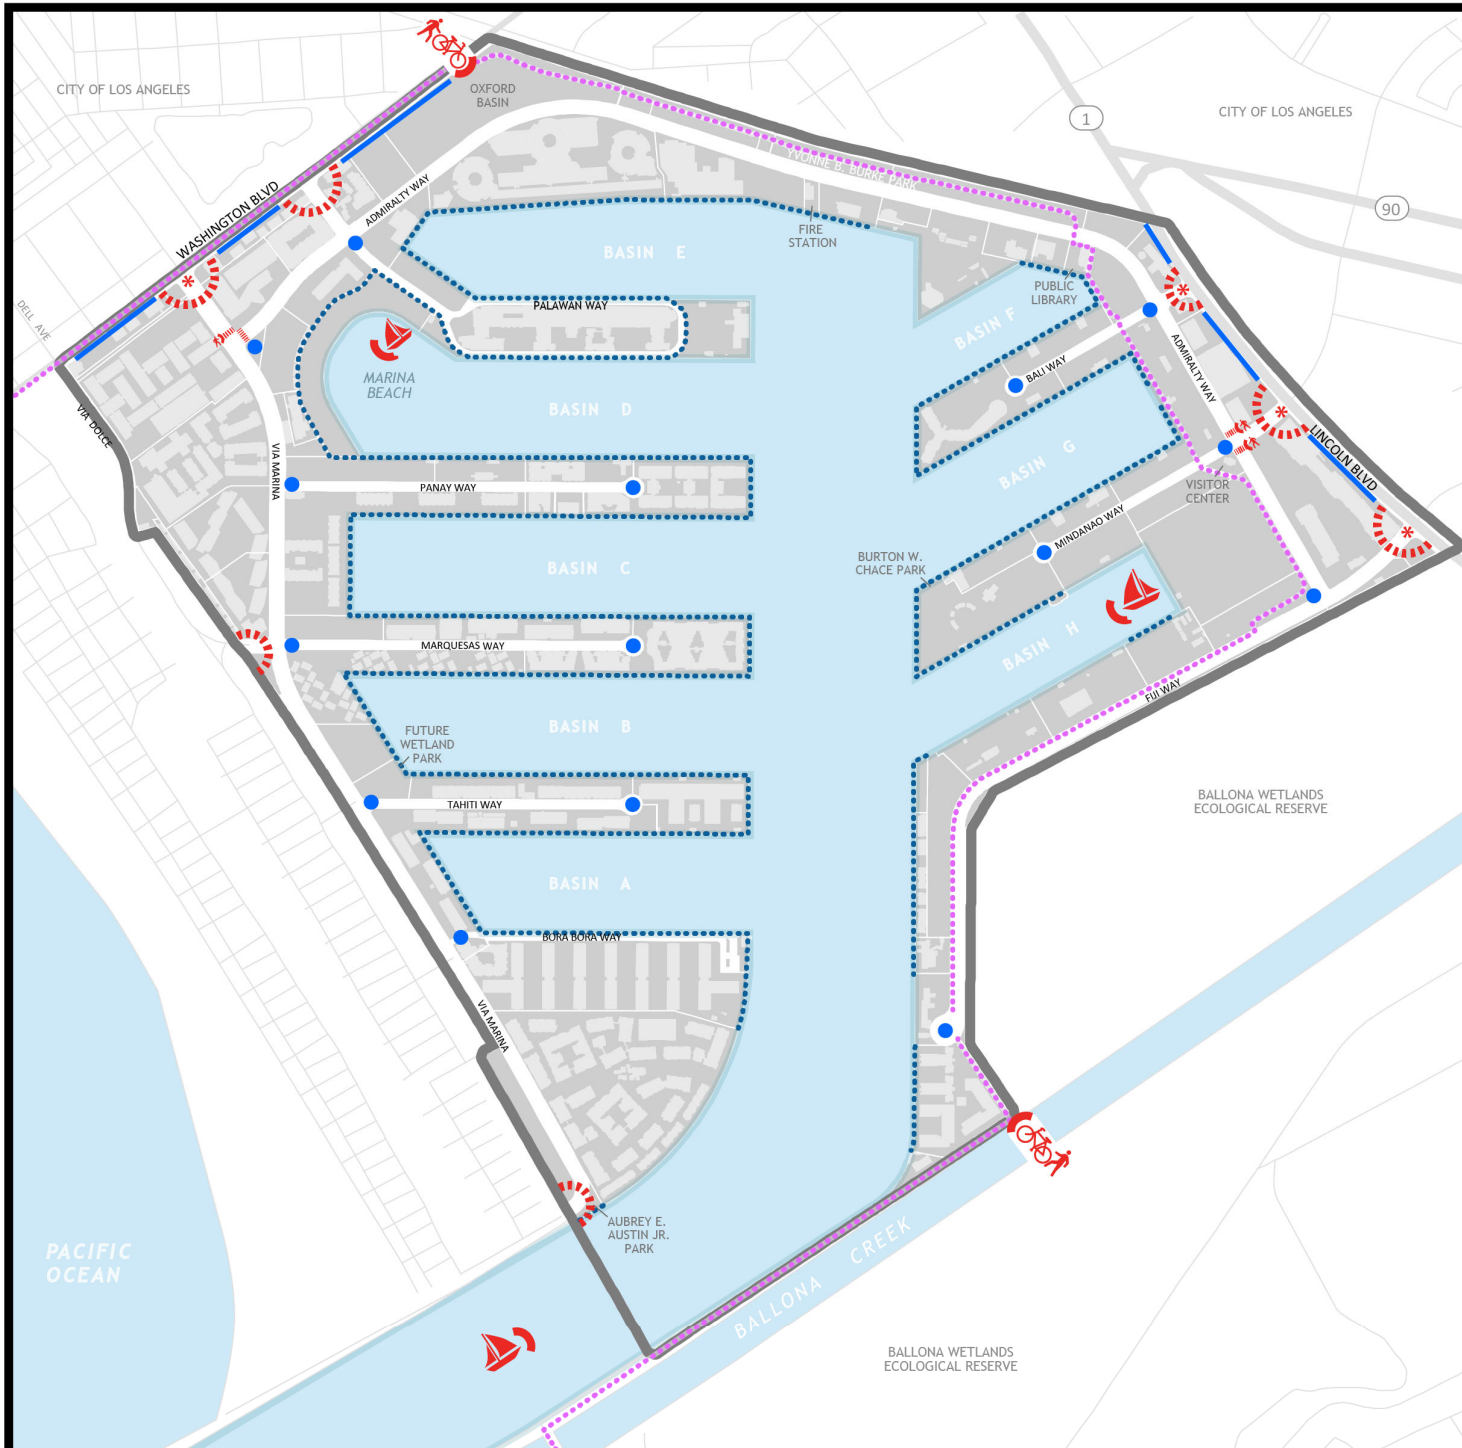 CITY OF LOS ANGELES
OXFORD
BASIN
1
CITY OF LOS ANGELES
90
WASHINGTON BLVD
ADMIRALTY WAY
YVONNE B. BURKE PARK
FIRE
STATION
BASIN E
PUBLIC
LIBRARY
DELL AVE
PALAWAN WAY
BASIN F
MARINA
BEACH
BALI WAY
ADMIRALTY WAY
VIA DOLCE
BASIN D
LINCOLN BLVD
VIA MARINA
PANAY WAY
BASIN G
VISITOR
CENTER
MINDANAO WAY
BURTON W.
CHACE PARK
BASIN C
BASIN H
MARQUESAS WAY
FIJI WAY
FUTURE
WETLAND
PARK
BASIN B
TAHITI WAY
BALLONA WETLANDS
ECOLOGICAL RESERVE
BASIN A
BORA BORA WAY
VIA MARINA
AUBREY E.
AUSTIN JR.
PARK
PACIFIC
OCEAN
BALLONA CREEK
BALLONA WETLANDS
ECOLOGICAL RESERVE